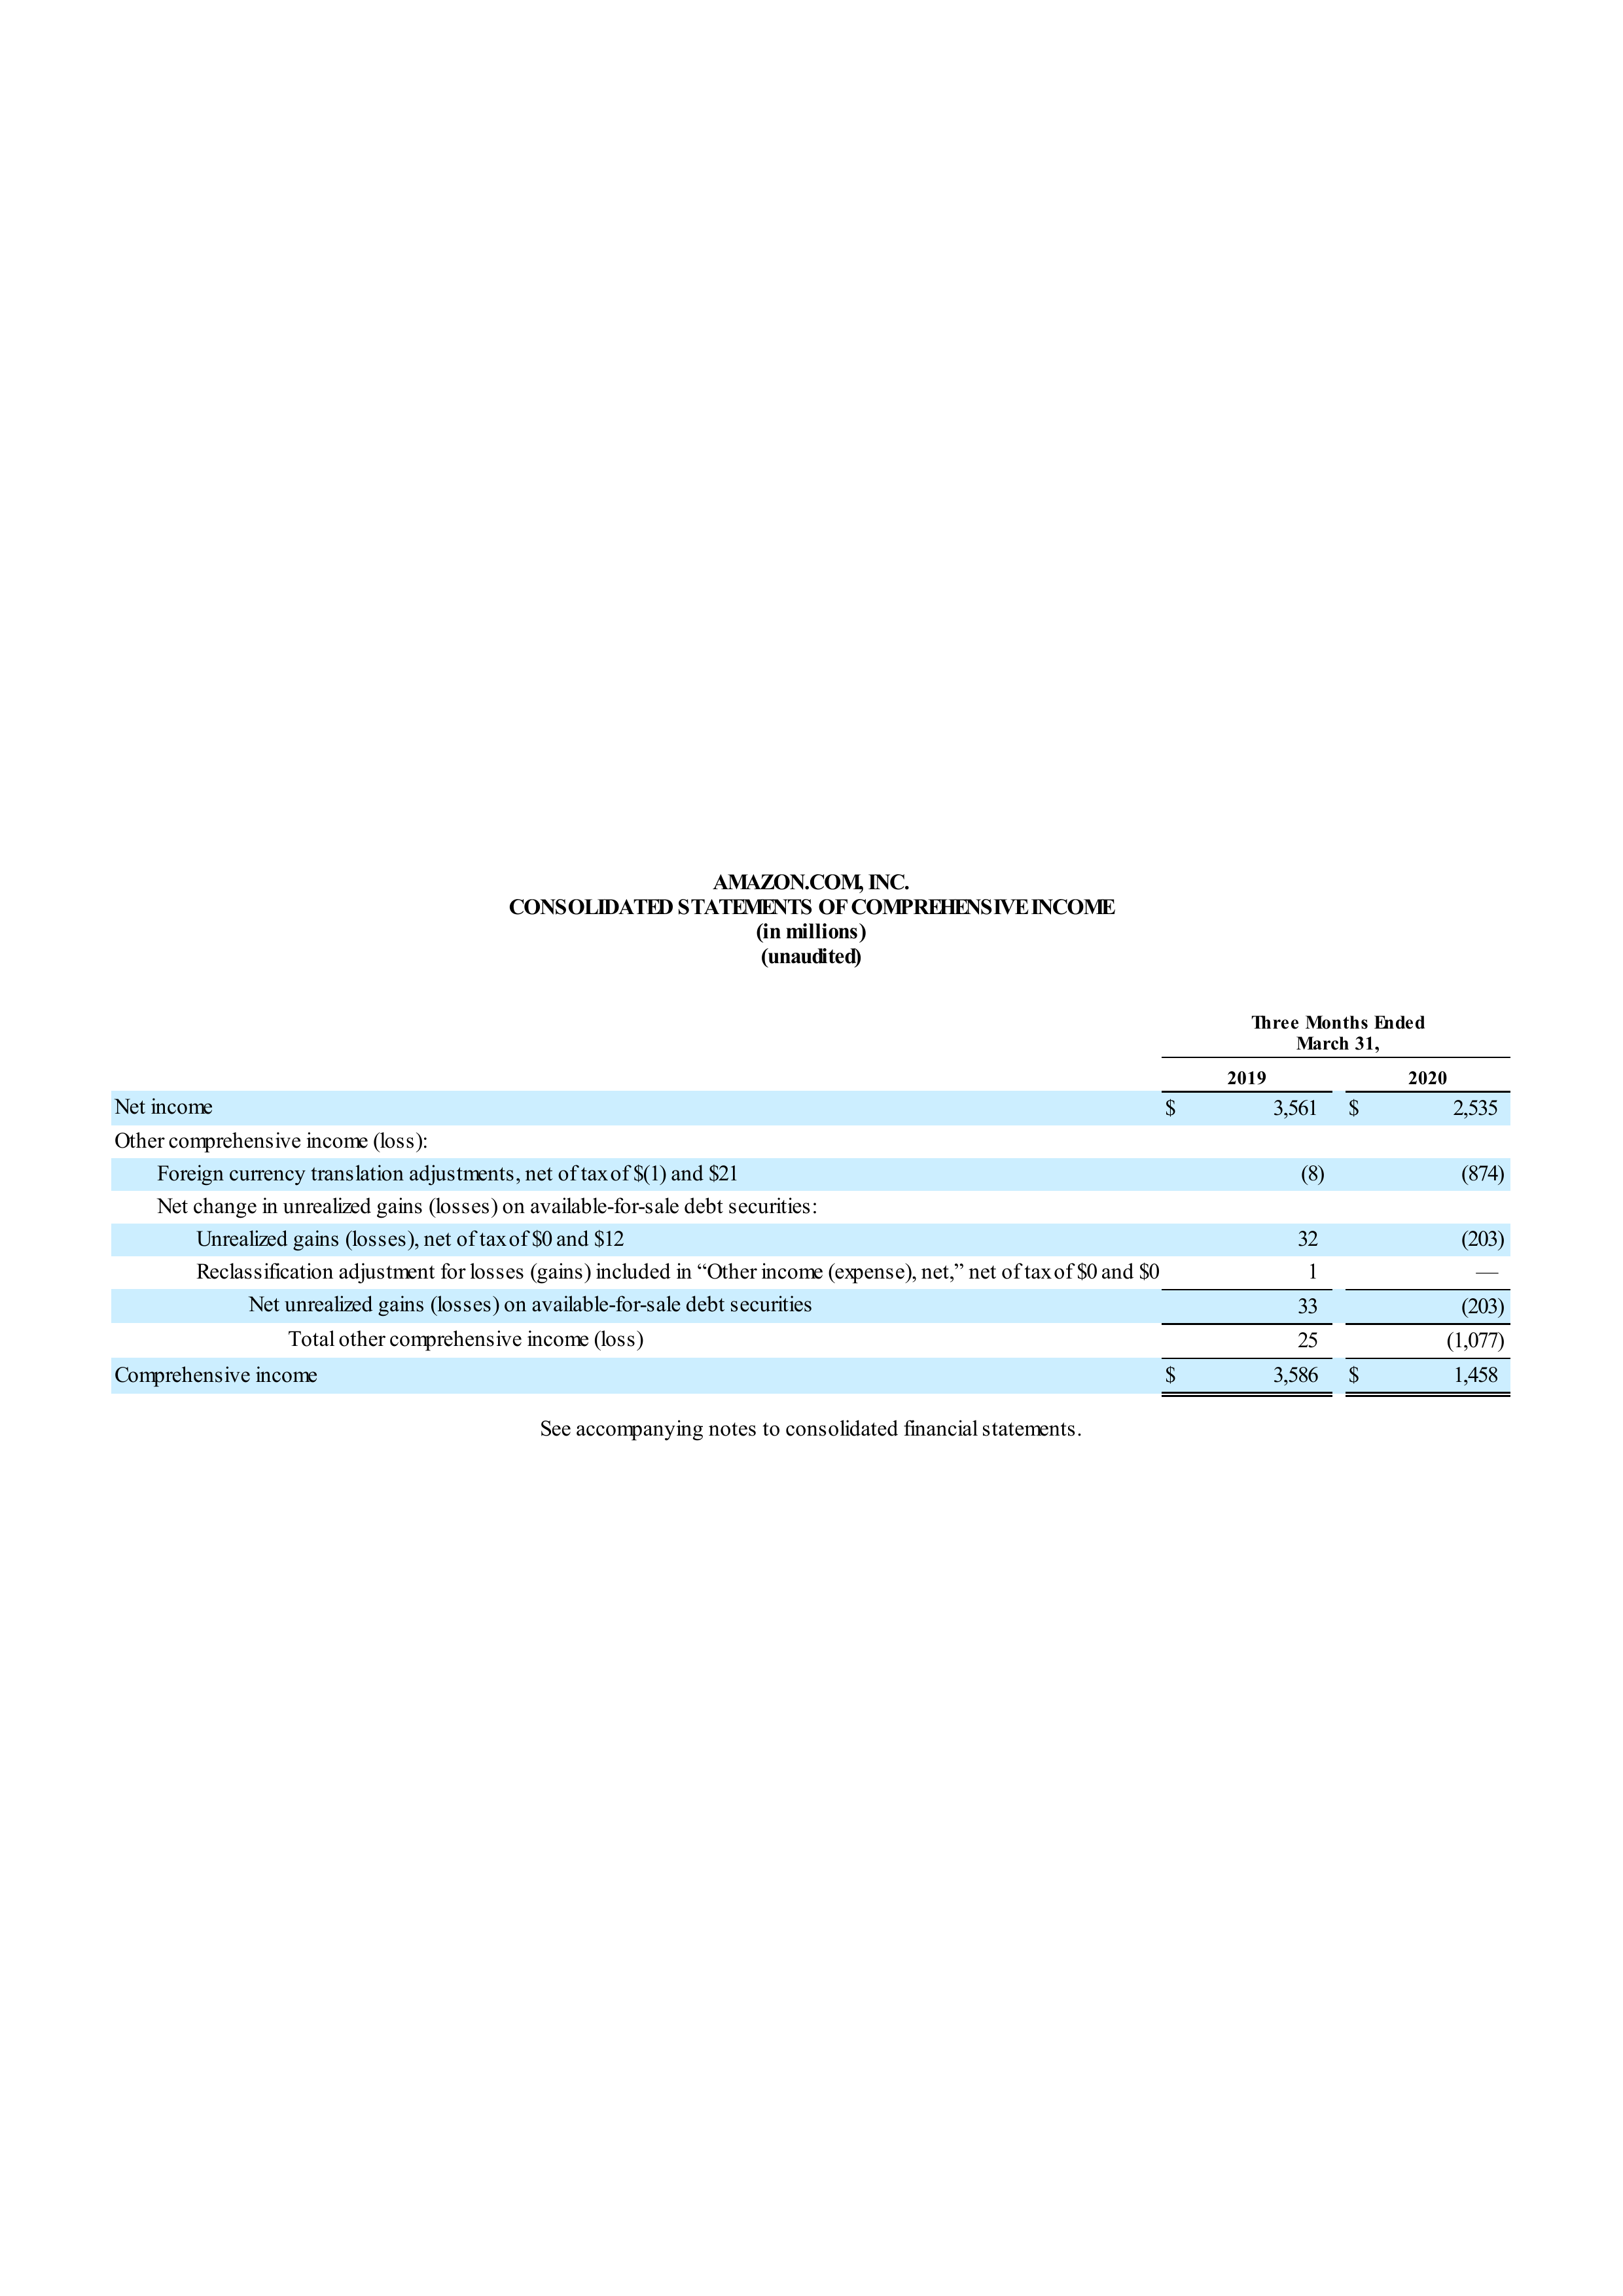 AMAZON.COM, INC.
CONSOLIDATED STATEMENTS OF COMPREHENSIVE INCOME
(in millions)
(unaudited)
Three Months Ended
March 31,
2019 2020
Net income $ 3,561 $ 2,535
Other comprehensive income (loss):
Foreign currency translation adjustments, net of tax of $(1) and $21 (8) (874)
Net change in unrealized gains (losses) on available-for-sale debt securities:
Unrealized gains (losses), net of tax of $0 and $12 32 (203)
Reclassification adjustment for losses (gains) included in “Other income (expense), net,” net of tax of $0 and $0 1 —
Net unrealized gains (losses) on available-for-sale debt securities 33 (203)
Total other comprehensive income (loss) 25 (1,077)
Comprehensive income $ 3,586 $ 1,458
See accompanying notes to consolidated financial statements.